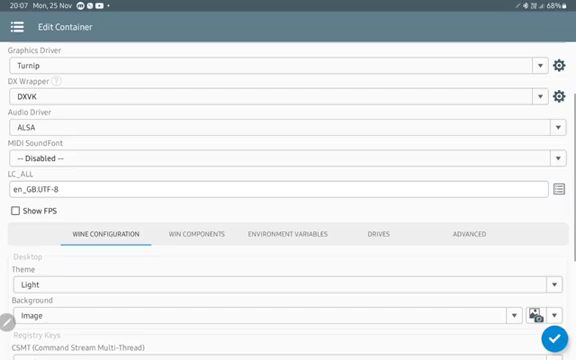 20:07 Mon, 25 Nov • 68%
Edit Container
Graphics Driver
Turnip
DX Wrapper ?
DXVK
Audio Driver
ALSA
MIDI SoundFont
-- Disabled --
LC_ALL
en_GB.UTF-8
Show FPS
WINE CONFIGURATION WIN COMPONENTS ENVIRONMENT VARIABLES DRIVES ADVANCED
Desktop
Theme
Light
Background
Image
Registry Keys
CSMT (Command Stream Multi-Thread)